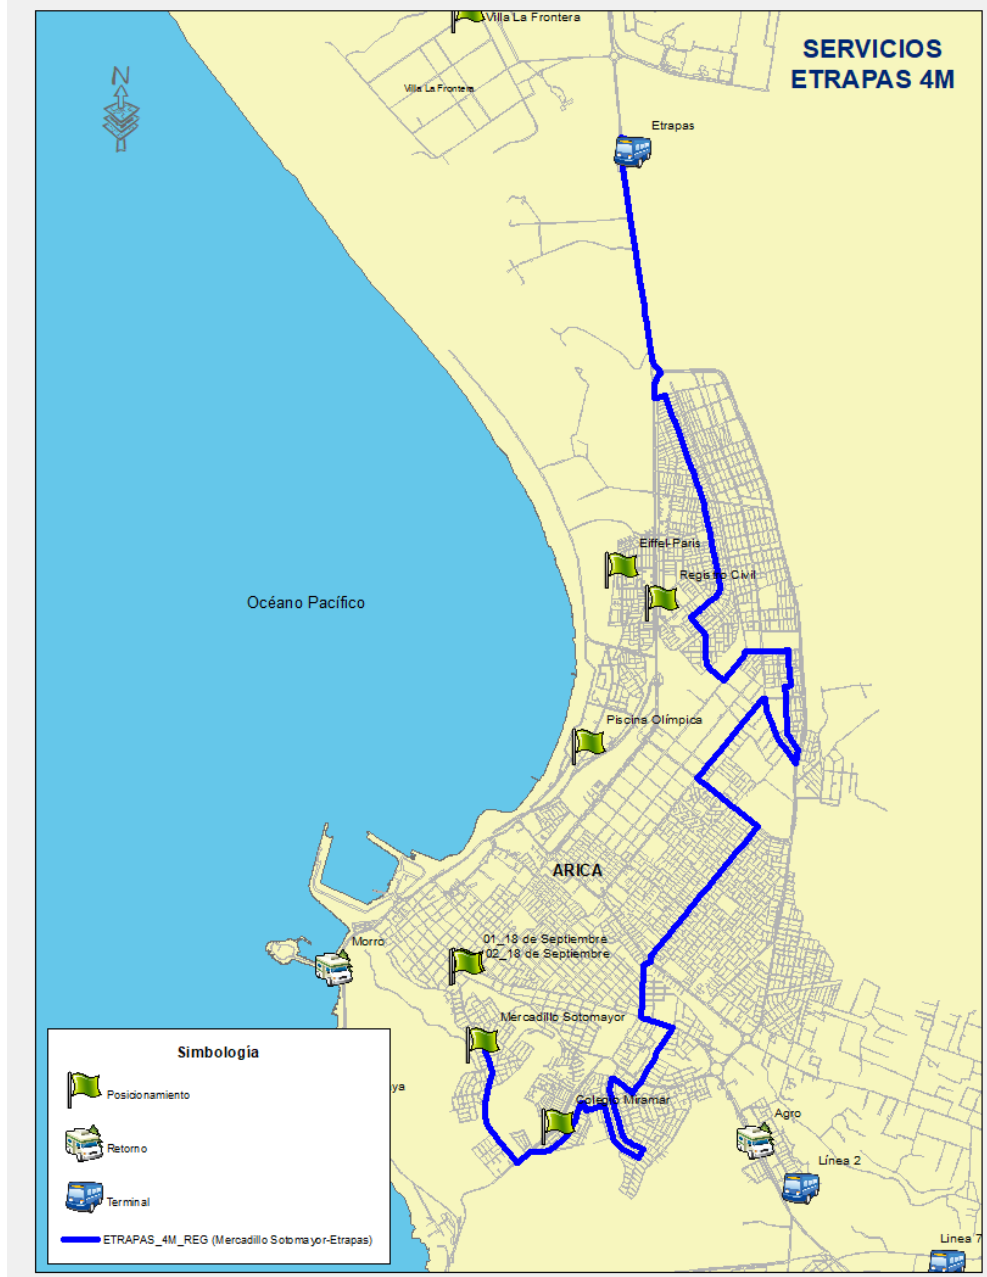 Villa La Frontera
SERVICIOS
ETRAPAS 4M
N
Villa La Frontera
Etrapas
Eiffel-Paris
Registro Civil
Océano Pacífico
Piscina Olímpica
ARICA
01_18 de Septiembre
Morro
02_18 de Septiembre
Mercadillo Sotomayor
Simbología
aya
Posicionamiento
Colegio Miramar
Agro
Retorno
Línea 2
Terminal
ETRAPAS_4M_REG (Mercadillo Sotomayor-Etrapas)
Linea 7